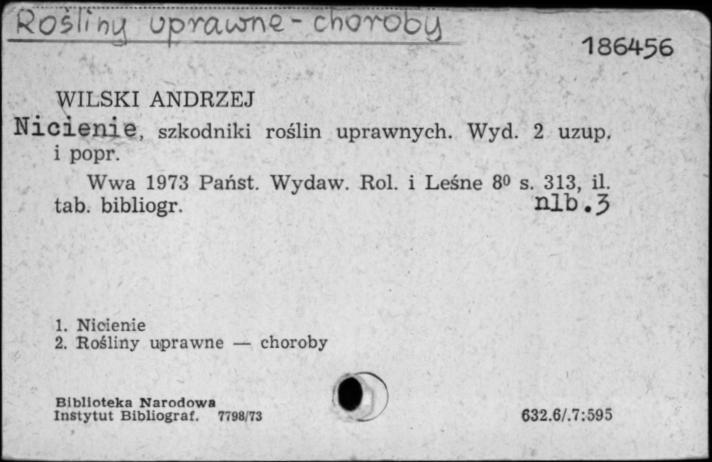 Rośliny uprawne - choroby
186456
WILSKI ANDRZEJ
Nicienie, szkodniki roślin uprawnych. Wyd. 2 uzup.
i popr.
Wwa 1973 Państ. Wydaw. Rol. i Leśne 8º s. 313, il.
tab. bibliogr. nlb.3
1. Nicienie
2. Rośliny uprawne — choroby
Biblioteka Narodowa
Instytut Bibliograf. 7798/73
632.6/.7:595